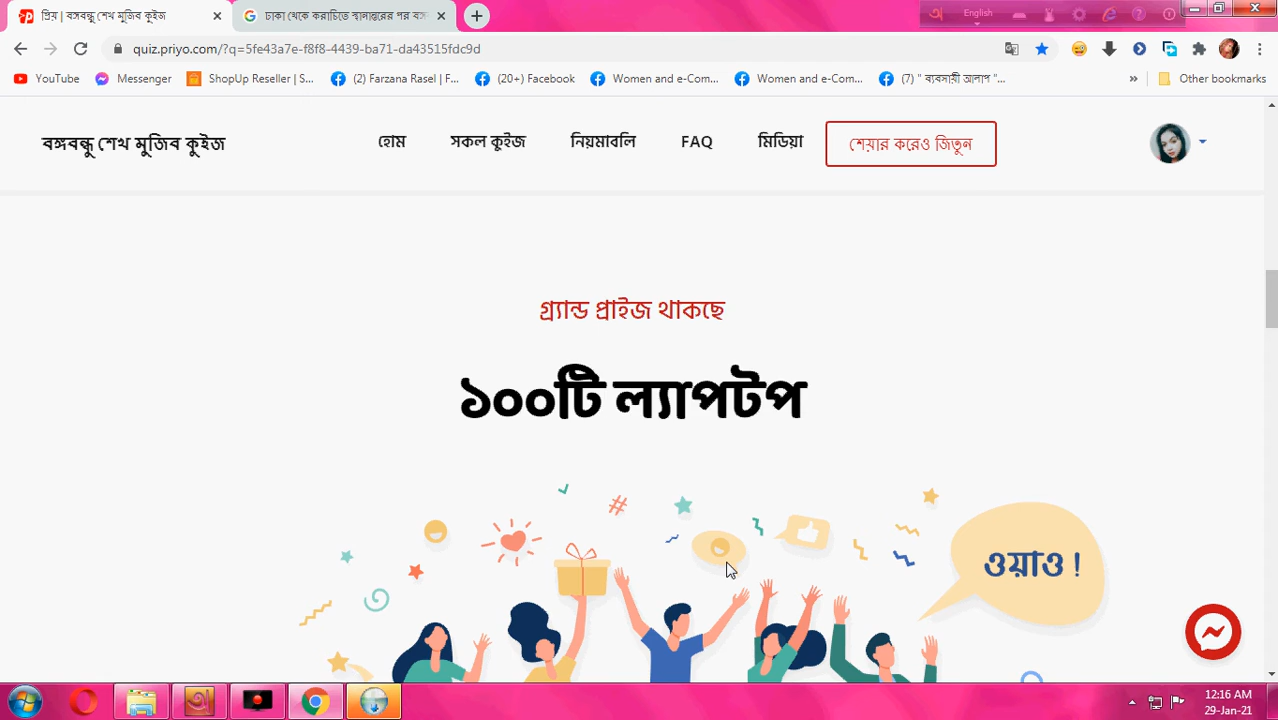 প্রিয় | বঙ্গবন্ধু শেখ মুজিব কুইজ
ঢাকা থেকে করাচিতে স্থানান্তরের পর বঙ্গ
English
quiz.priyo.com/?q=5fe43a7e-f8f8-4439-ba71-da43515fdc9d
YouTube
Messenger
ShopUp Reseller | S...
(2) Farzana Rasel | F...
(20+) Facebook
Women and e-Com...
Women and e-Com...
(7) " ব্যবসায়ী আলাপ "...
Other bookmarks
বঙ্গবন্ধু শেখ মুজিব কুইজ
হোম
সকল কুইজ
নিয়মাবলি
FAQ
মিডিয়া
শেয়ার করেও জিতুন
গ্র্যান্ড প্রাইজ থাকছে
১০০টি ল্যাপটপ
ওয়াও !
12:16 AM
29-Jan-21